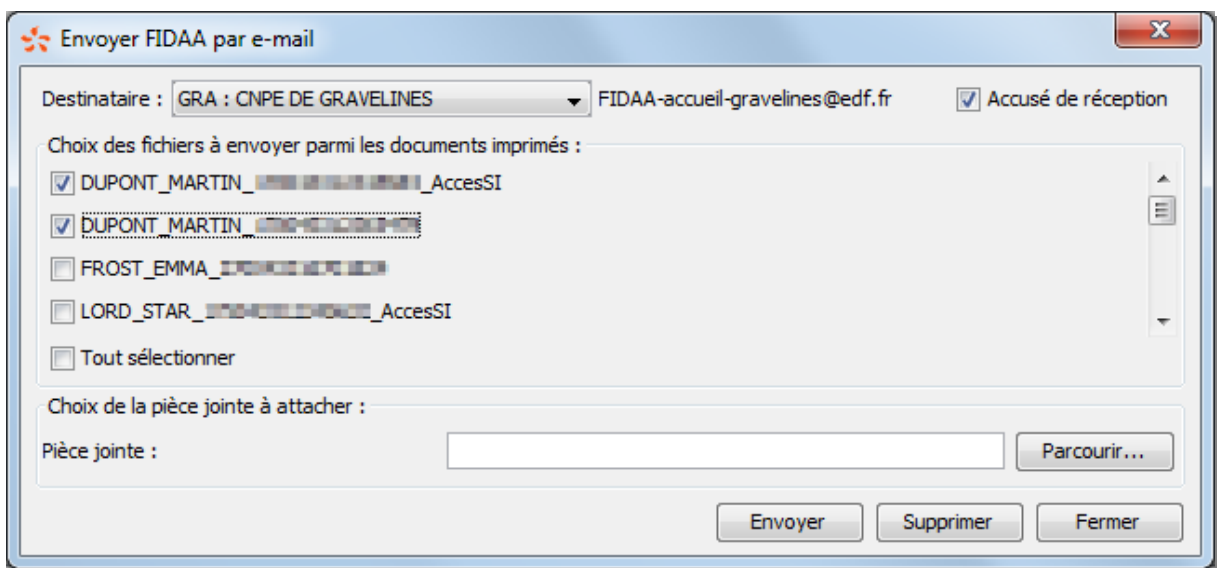 Envoyer FIDAA par e-mail
Destinataire : GRA : CNPE DE GRAVELINES FIDAA-accueil-gravelines@edf.fr Accusé de réception
Choix des fichiers à envoyer parmi les documents imprimés :
DUPONT_MARTIN_ _AccesSI
DUPONT_MARTIN_
FROST_EMMA_
LORD_STAR_ _AccesSI
Tout sélectionner
Choix de la pièce jointe à attacher :
Pièce jointe : Parcourir...
Envoyer Supprimer Fermer